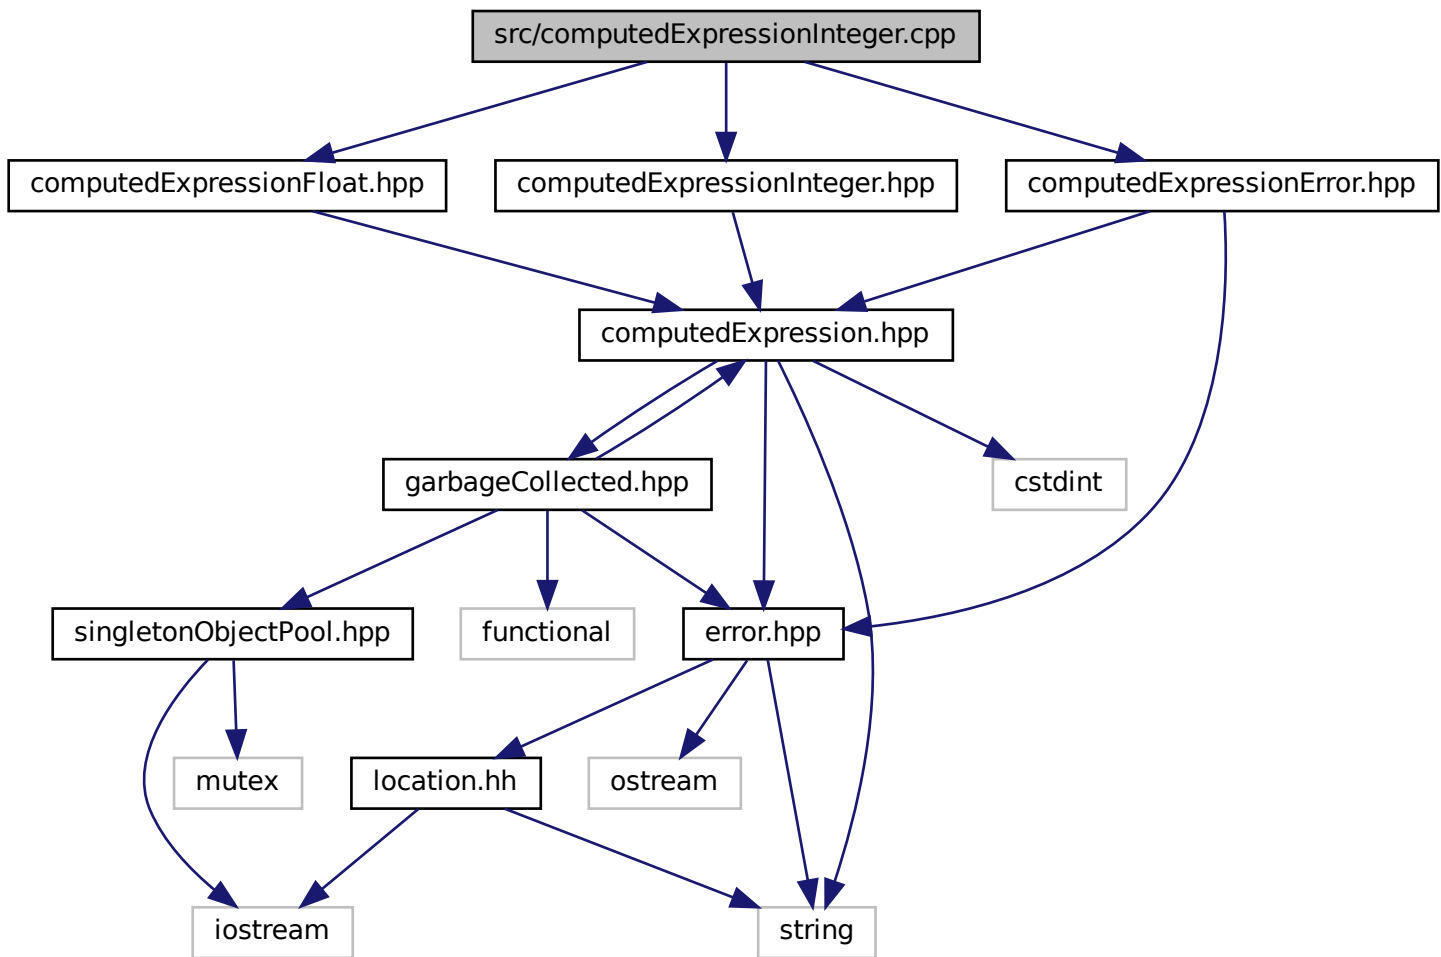 src/computedExpressionInteger.cpp
computedExpressionFloat.hpp
computedExpressionInteger.hpp
computedExpressionError.hpp
computedExpression.hpp
garbageCollected.hpp
cstdint
singletonObjectPool.hpp
functional
error.hpp
mutex
location.hh
ostream
iostream
string